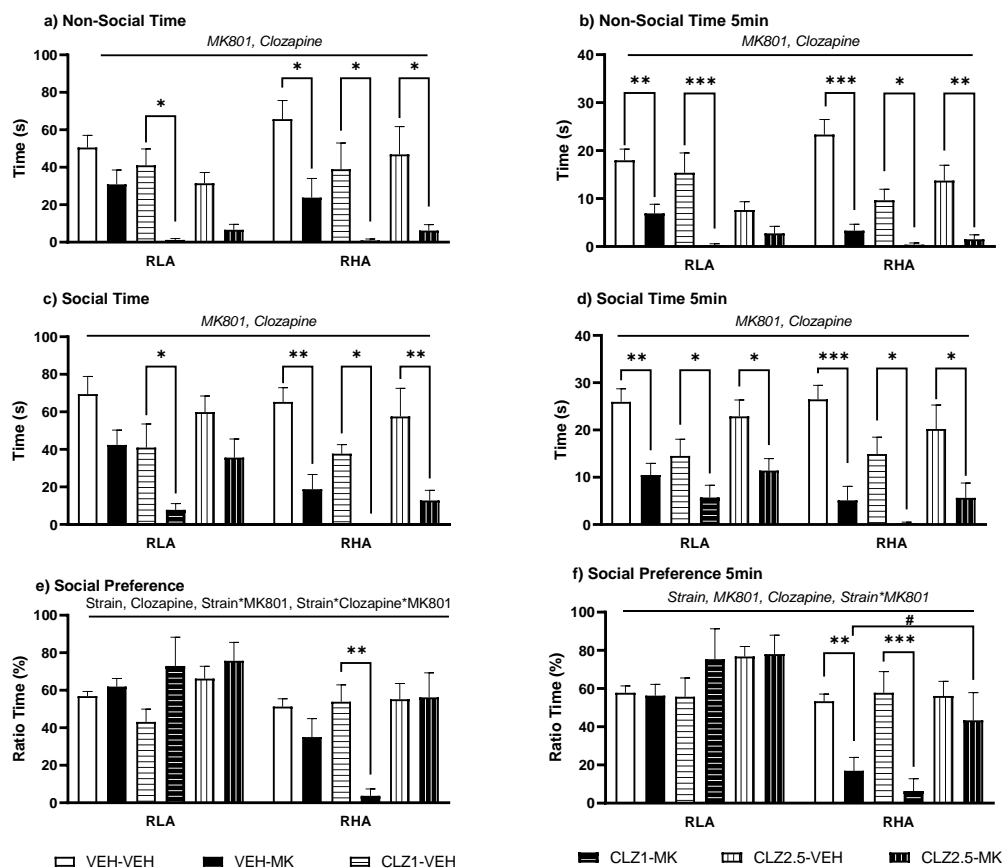 a) Non-Social Time
MK801, Clozapine
100
80
60
40
20
0
Time (s)
*
*
*
*
RLA
RHA
b) Non-Social Time 5min
MK801, Clozapine
40
30
20
10
0
Time (s)
**
***
***
*
**
RLA
RHA
c) Social Time
MK801, Clozapine
100
80
60
40
20
0
Time (s)
*
**
*
**
RLA
RHA
d) Social Time 5min
MK801, Clozapine
40
30
20
10
0
Time (s)
**
*
*
***
*
*
RLA
RHA
e) Social Preference
Strain, Clozapine, Strain*MK801, Strain*Clozapine*MK801
100
80
60
40
20
0
Ratio Time (%)
**
RLA
RHA
f) Social Preference 5min
Strain, MK801, Clozapine, Strain*MK801
100
80
60
40
20
0
Ratio Time (%)
#
**
***
RLA
RHA
VEH-VEH VEH-MK CLZ1-VEH CLZ1-MK CLZ2.5-VEH CLZ2.5-MK